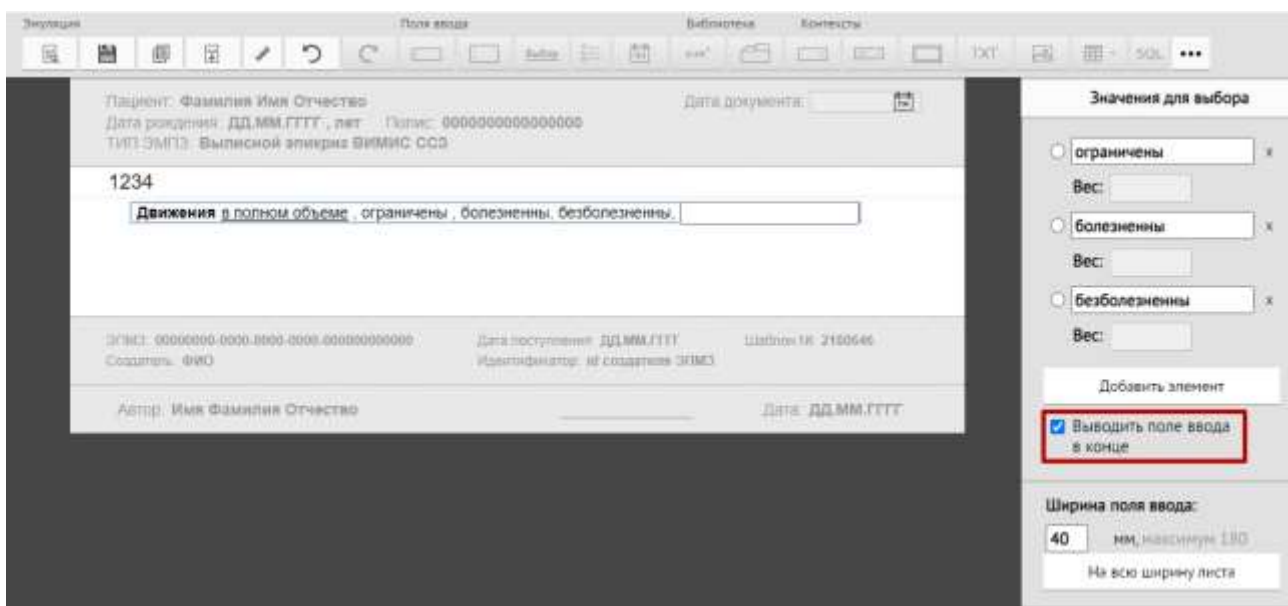 Эмуляция Поля ввода Библиотека Контексты
Выбор TXT SQL
Пациент: Фамилия Имя Отчество Дата документа:
Дата рождения: ДД.ММ.ГГГГ , лет Полис: 0000000000000000
ТИП ЭМПЗ: Выписной эпикриз ВИМИС ССЗ
1234
Движения в полном объеме , ограничены , болезненны, безболезненны,
ЭПМЗ: 00000000-0000-0000-0000-000000000000 Дата поступления: ДД.ММ.ГГГГ Шаблон ID: 2160646
Создатель: ФИО Идентификатор: id создателя ЭПМЗ
Автор: Имя Фамилия Отчество Дата: ДД.ММ.ГГГГ
Значения для выбора
ограничены x
Вес:
болезненны x
Вес:
безболезненны x
Вес:
Добавить элемент
Выводить поле ввода
в конце
Ширина поля ввода:
40 мм, максимум 180
На всю ширину листа